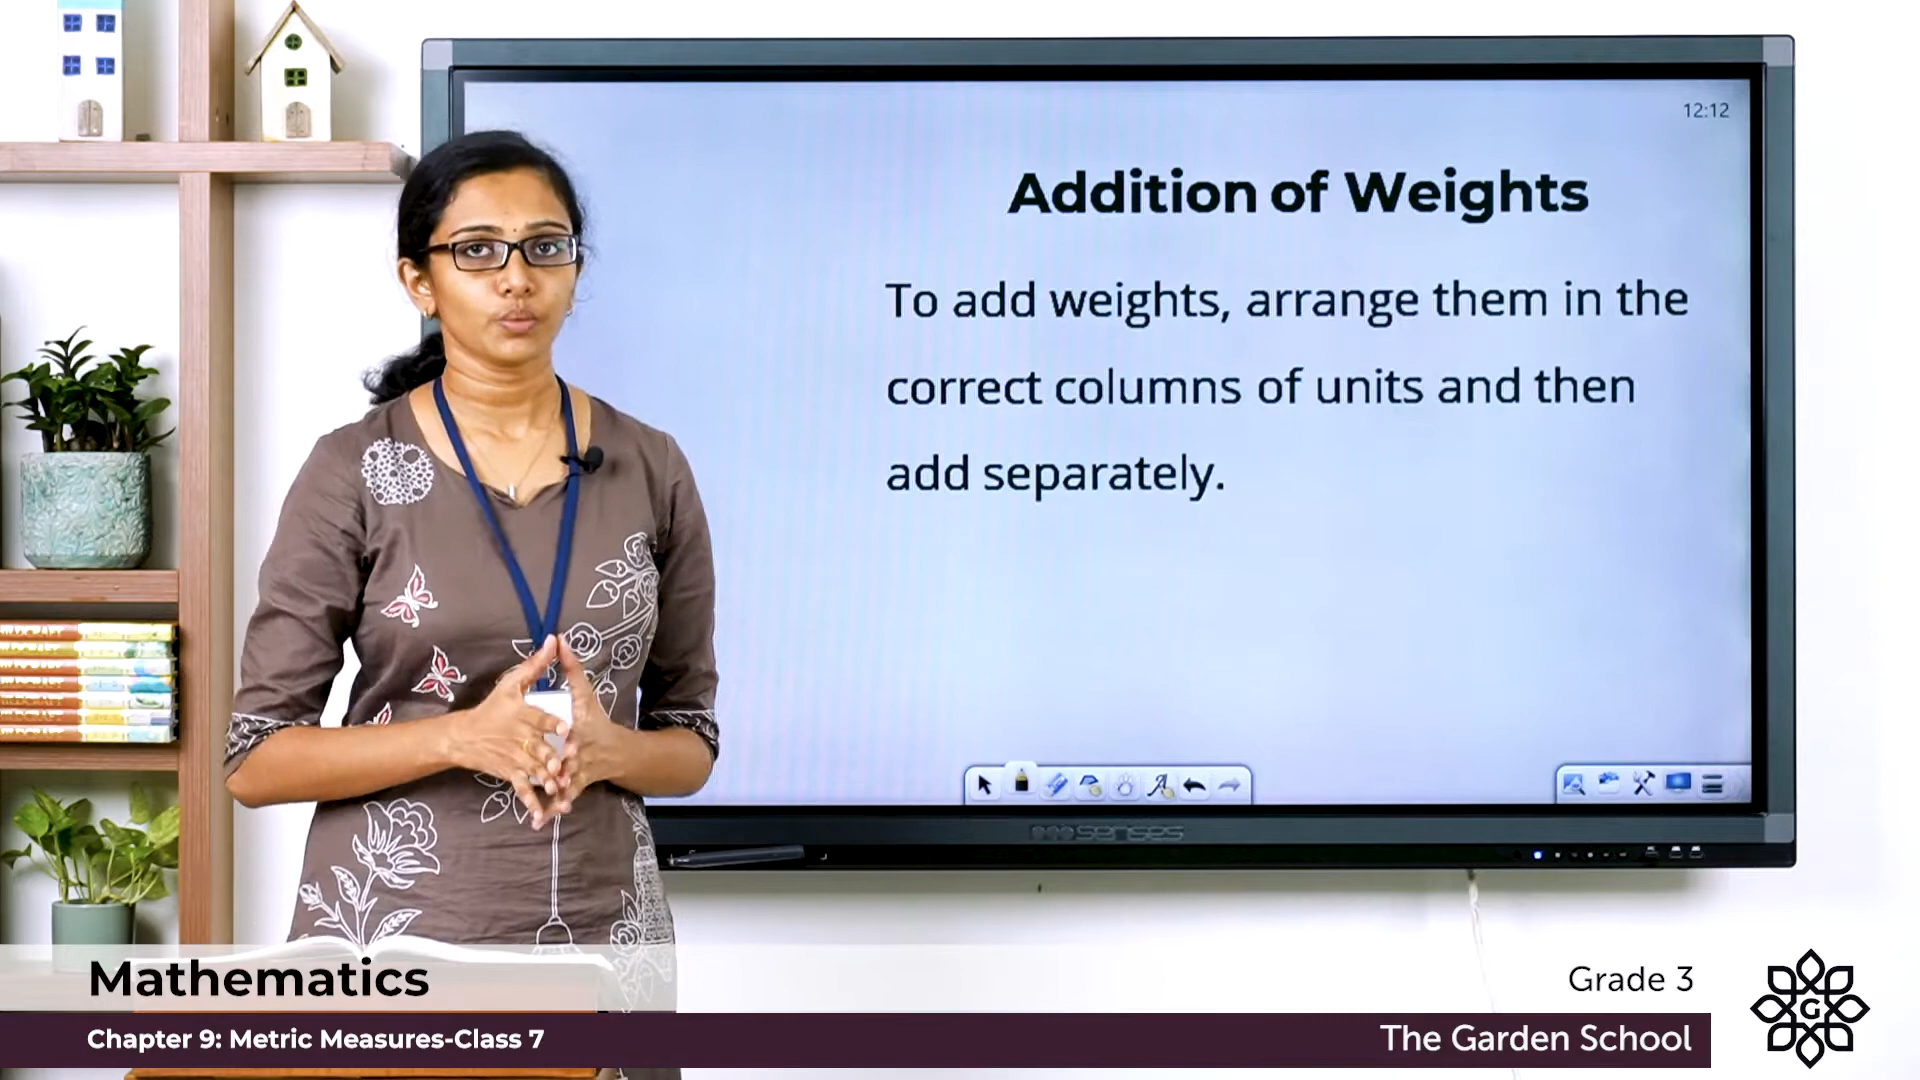 12:12
Addition of Weights
To add weights, arrange them in the
correct columns of units and then
add separately.
Mathematics
Grade 3
Chapter 9: Metric Measures-Class 7
The Garden School
G